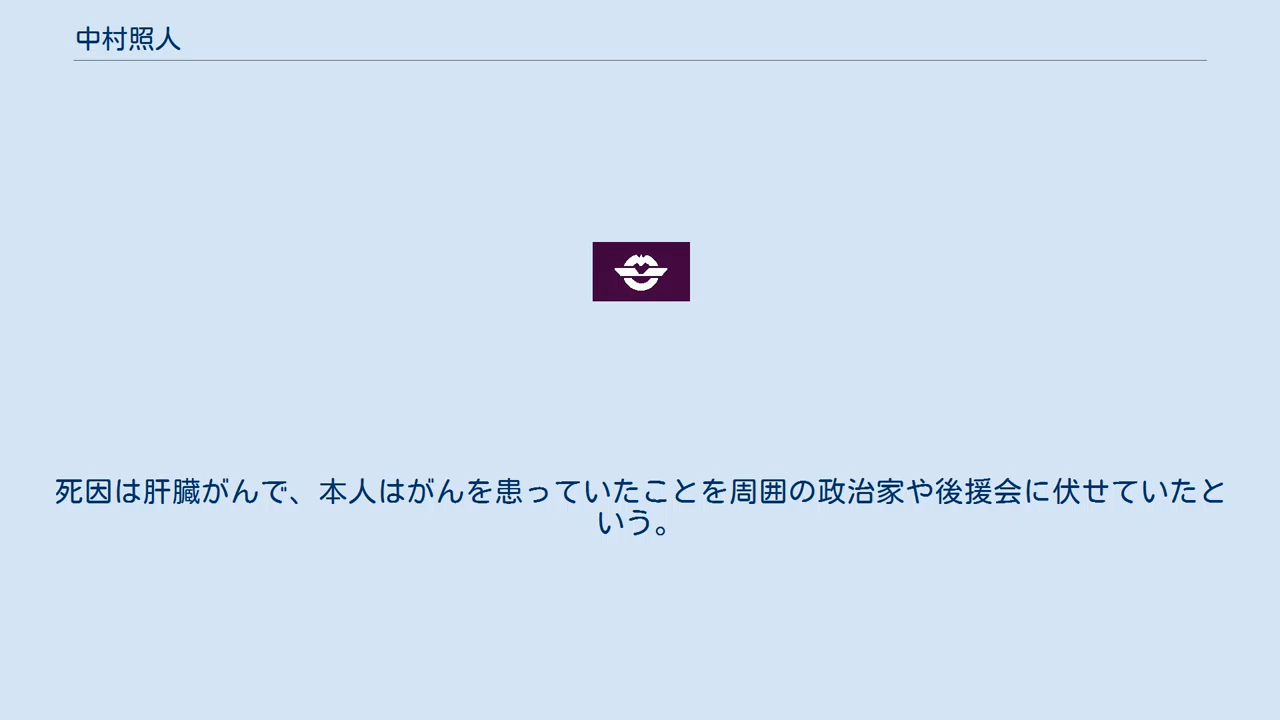 中村照人
死因は肝臓がんで、本人はがんを患っていたことを周囲の政治家や後援会に伏せていたと
いう。